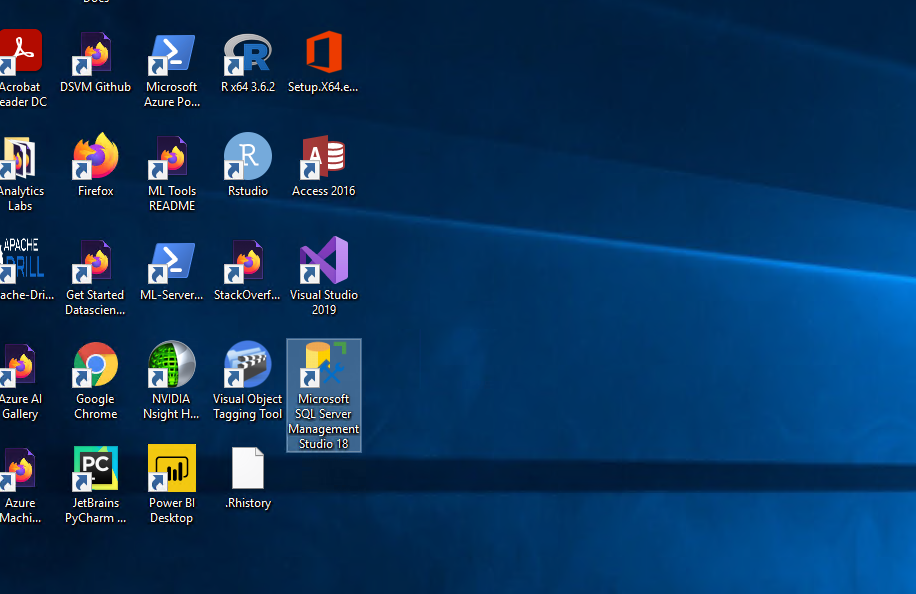 Docs
Acrobat
eader DC
DSVM Github
Microsoft
Azure Po...
R x64 3.6.2
Setup.X64.e...
Analytics
Labs
Firefox
ML Tools
README
R
Rstudio
A
Access 2016
APACHE
DRILL
ache-Dri...
Get Started
Datascien...
ML-Server...
StackOverf...
Visual Studio
2019
Azure AI
Gallery
Google
Chrome
NVIDIA
Nsight H...
Visual Object
Tagging Tool
Microsoft
SQL Server
Management
Studio 18
Azure
Machi...
PC
JetBrains
PyCharm ...
Power BI
Desktop
.Rhistory